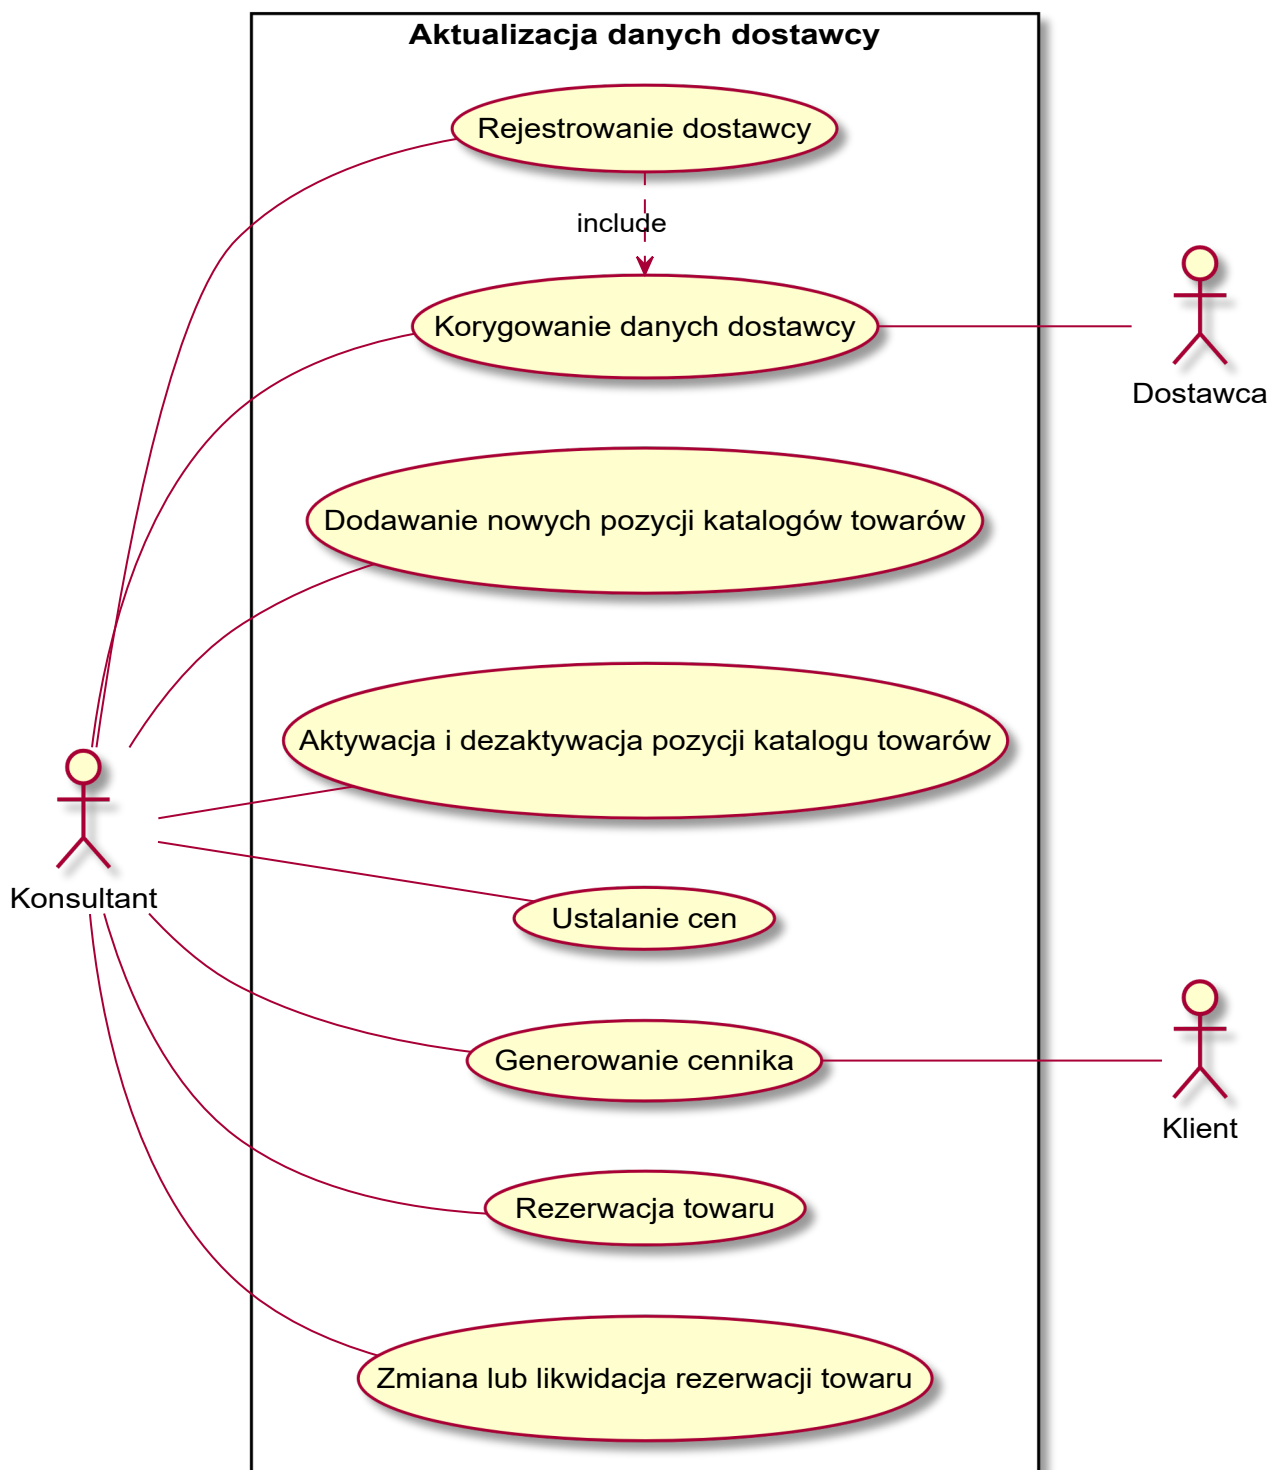 Aktualizacja danych dostawcy
Rejestrowanie dostawcy
include
Korygowanie danych dostawcy
Dostawca
Dodawanie nowych pozycji katalogów towarów
Aktywacja i dezaktywacja pozycji katalogu towarów
Konsultant
Ustalanie cen
Generowanie cennika
Klient
Rezerwacja towaru
Zmiana lub likwidacja rezerwacji towaru